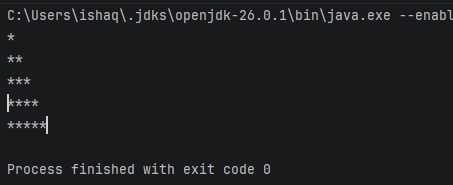 C:\Users\ishaq\.jdks\openjdk-26.0.1\bin\java.exe --enabl
*
**
***
****
*****
Process finished with exit code 0